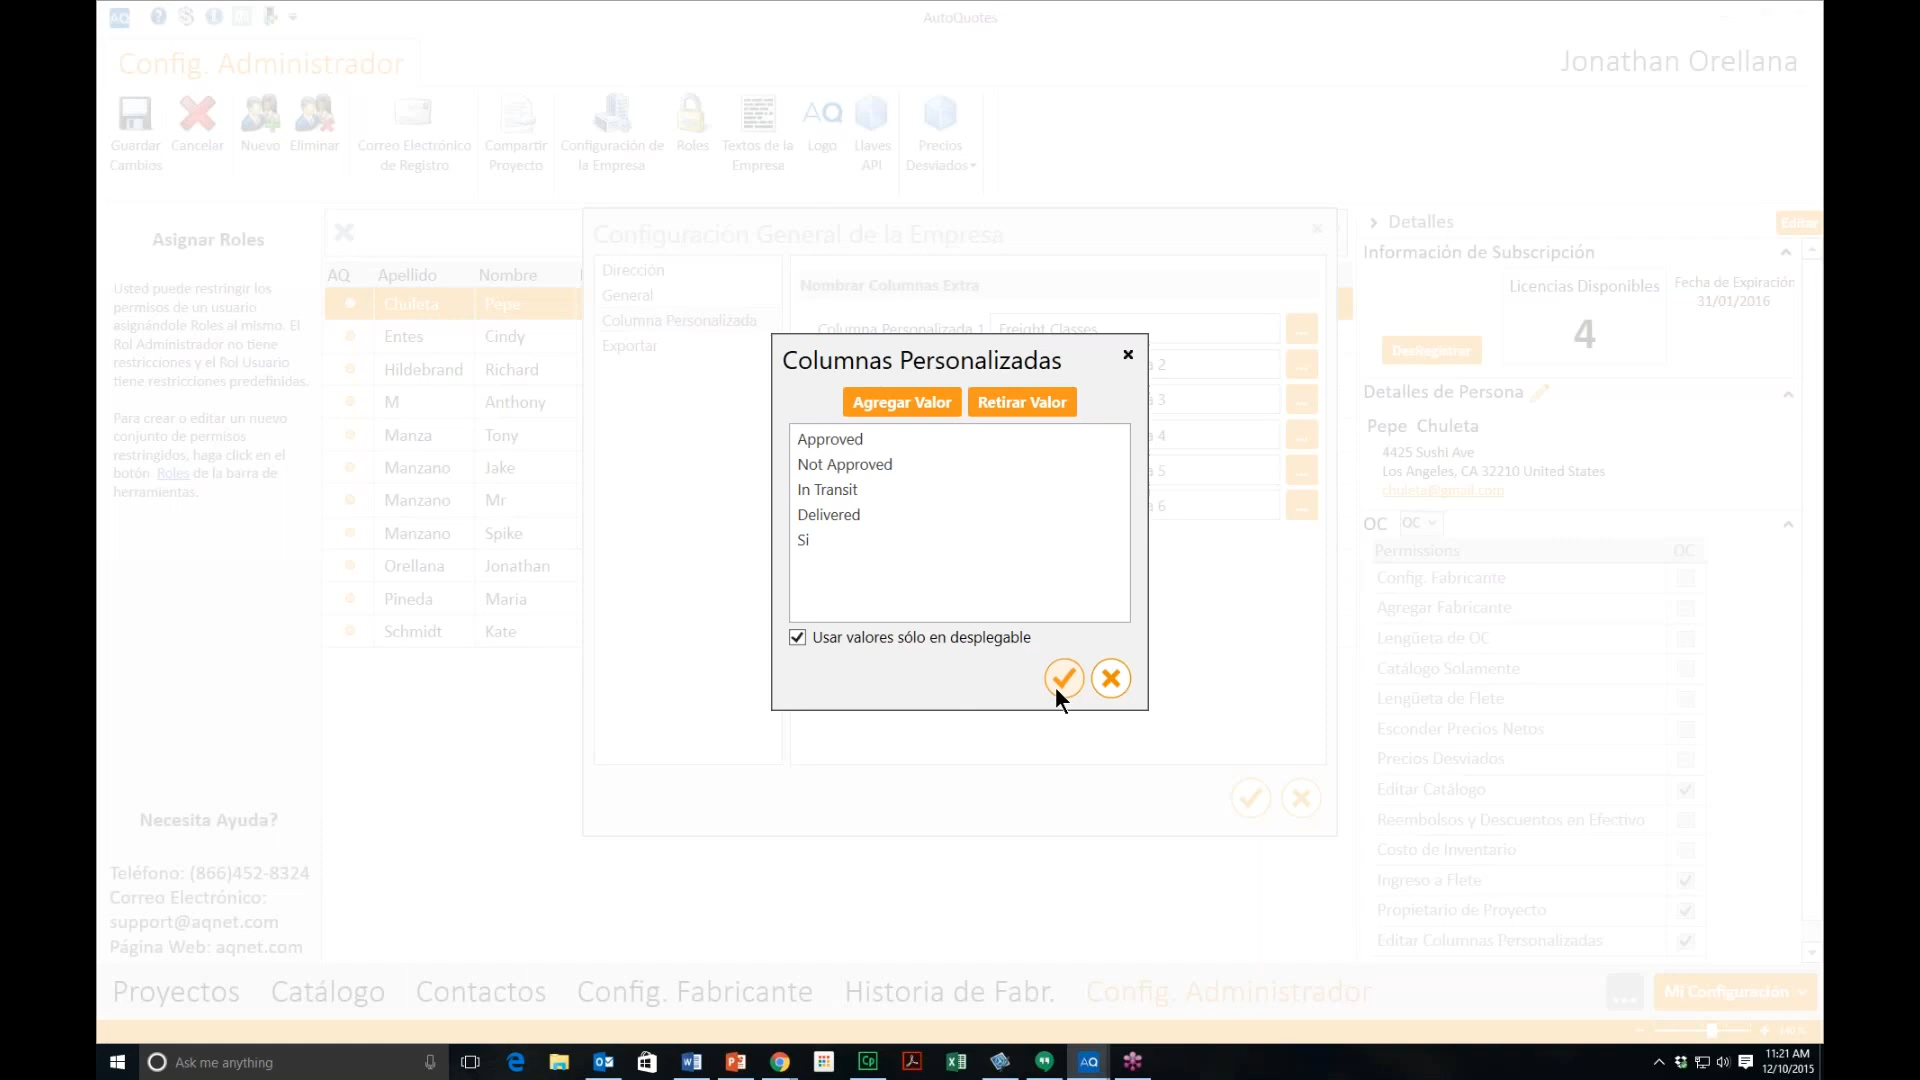 AutoQuotes
Config. Administrador
Jonathan Orellana
Guardar Cambios
Cancelar
Nuevo
Eliminar
Correo Electrónico de Registro
Compartir Proyecto
Configuración de la Empresa
Roles
Textos de la Empresa
AQ
Logo
Llaves API
Precios Desviados
Asignar Roles
Usted puede restringir los
permisos de un usuario
asignándole Roles al mismo. El
Rol Administrador no tiene
restricciones y el Rol Usuario
tiene restricciones predefinidas.
Para crear o editar un nuevo
conjunto de permisos
restringidos, haga click en el
botón Roles de la barra de
herramientas.
Necesita Ayuda?
Teléfono: (866)452-8324
Correo Electrónico:
support@aqnet.com
Página Web: aqnet.com
AQ Apellido Nombre
Chuleta Pepe
Entes Cindy
Hildebrand Richard
M Anthony
Manza Tony
Manzano Jake
Manzano Mr
Manzano Spike
Orellana Jonathan
Pineda Maria
Schmidt Kate
Configuración General de la Empresa
Dirección
General
Columna Personalizada
Exportar
Nombrar Columnas Extra
Columna Personalizada 1 Freight Classes
a 2
a 3
a 4
a 5
a 6
Columnas Personalizadas
Agregar Valor Retirar Valor
Approved
Not Approved
In Transit
Delivered
Si
Usar valores sólo en desplegable
Detalles
Editar
Información de Subscripción
Licencias Disponibles
4
Fecha de Expiración
31/01/2016
DesRegistrar
Detalles de Persona
Pepe Chuleta
4425 Sushi Ave
Los Angeles, CA 32210 United States
chuleta@gmail.com
OC OC
Permissions OC
Config. Fabricante
Agregar Fabricante
Lengüeta de OC
Catálogo Solamente
Lengüeta de Flete
Esconder Precios Netos
Precios Desviados
Editar Catálogo
Reembolsos y Descuentos en Efectivo
Costo de Inventario
Ingreso a Flete
Propietario de Proyecto
Editar Columnas Personalizadas
Proyectos Catálogo Contactos Config. Fabricante Historia de Fabr. Config. Administrador
... Mi Configuración
Ask me anything
11:21 AM
12/10/2015